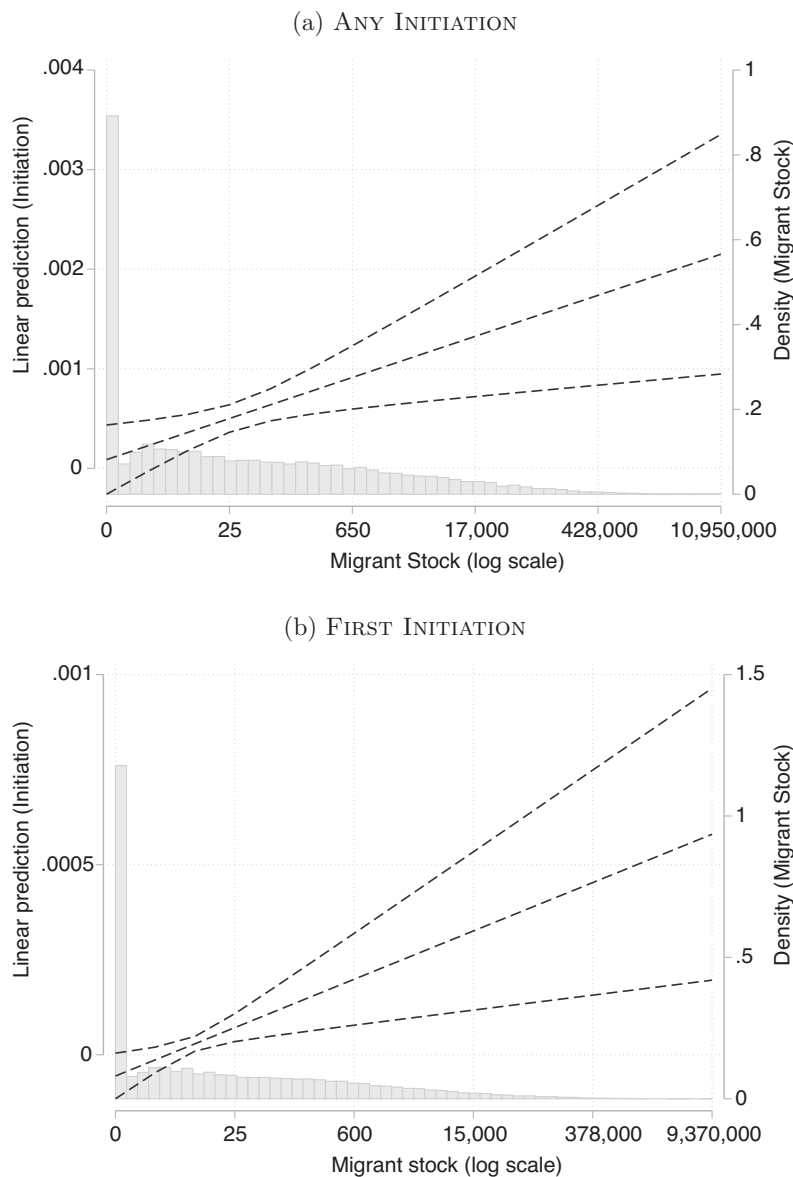 (a) ANY INITIATION
.004
.003
.002
.001
0
Linear prediction (Initiation)
1
.8
.6
.4
.2
0
Density (Migrant Stock)
0 25 650 17,000 428,000 10,950,000
Migrant Stock (log scale)
(b) FIRST INITIATION
.001
.0005
0
Linear prediction (Initiation)
1.5
1
.5
0
Density (Migrant Stock)
0 25 600 15,000 378,000 9,370,000
Migrant stock (log scale)